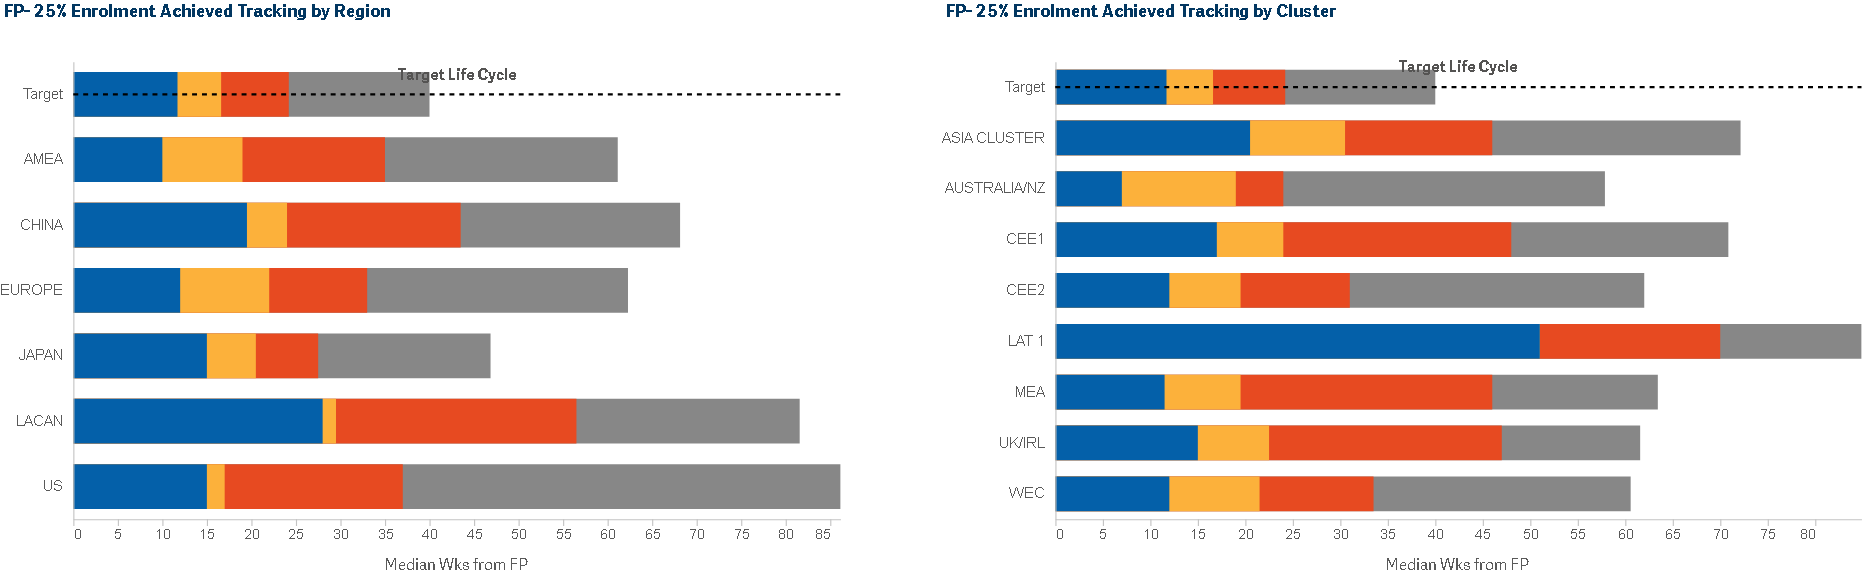 FP- 25% Enrolment Achieved Tracking by Region
Target Life Cycle
Target
AMEA
CHINA
EUROPE
JAPAN
LACAN
US
0 5 10 15 20 25 30 35 40 45 50 55 60 65 70 75 80 85
Median Wks from FP
FP- 25% Enrolment Achieved Tracking by Cluster
Target Life Cycle
Target
ASIA CLUSTER
AUSTRALIA/NZ
CEE1
CEE2
LAT 1
MEA
UK/IRL
WEC
0 5 10 15 20 25 30 35 40 45 50 55 60 65 70 75 80
Median Wks from FP